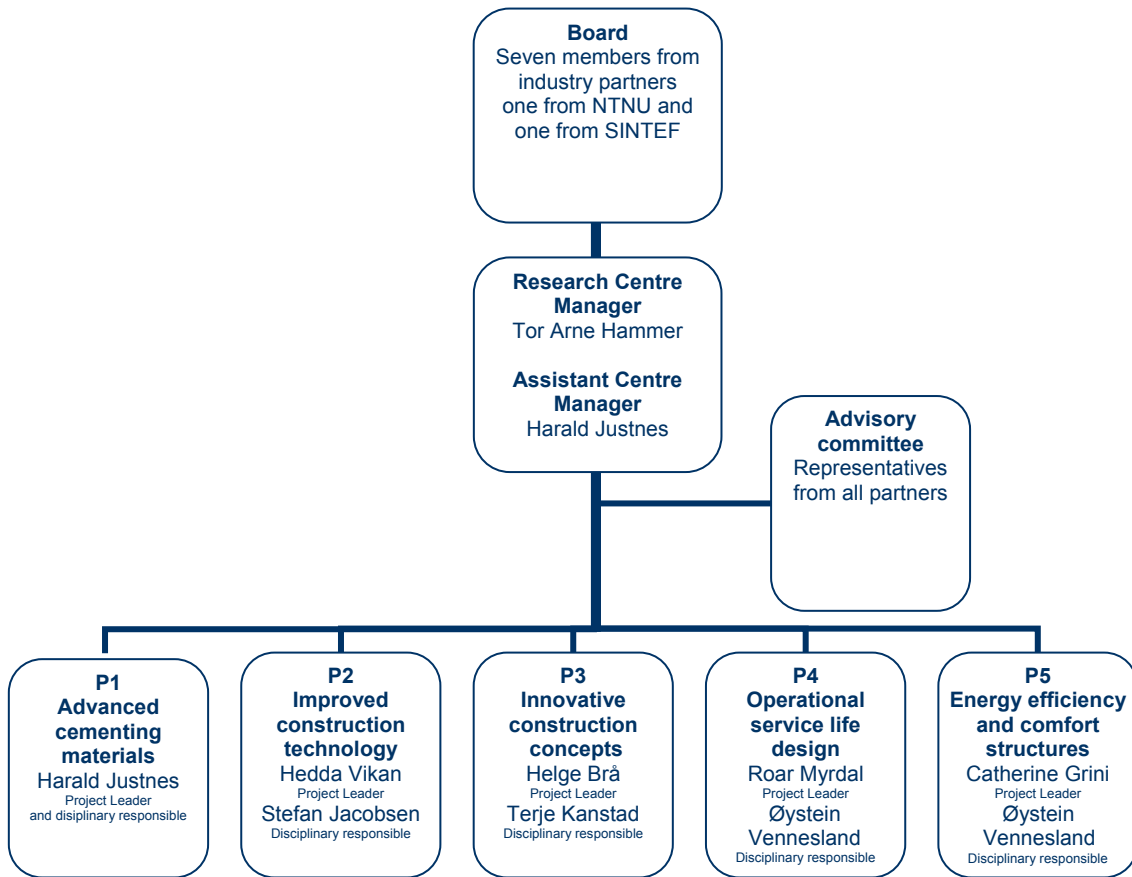 Board
Seven members from
industry partners
one from NTNU and
one from SINTEF
Research Centre
Manager
Tor Arne Hammer
Assistant Centre
Manager
Harald Justnes
Advisory
committee
Representatives
from all partners
P1
Advanced
cementing
materials
Harald Justnes
Project Leader
and disiplinary responsible
P2
Improved
construction
technology
Hedda Vikan
Project Leader
Stefan Jacobsen
Disciplinary responsible
P3
Innovative
construction
concepts
Helge Brå
Project Leader
Terje Kanstad
Disciplinary responsible
P4
Operational
service life
design
Roar Myrdal
Project Leader
Øystein
Vennesland
Disciplinary responsible
P5
Energy efficiency
and comfort
structures
Catherine Grini
Project Leader
Øystein
Vennesland
Disciplinary responsible